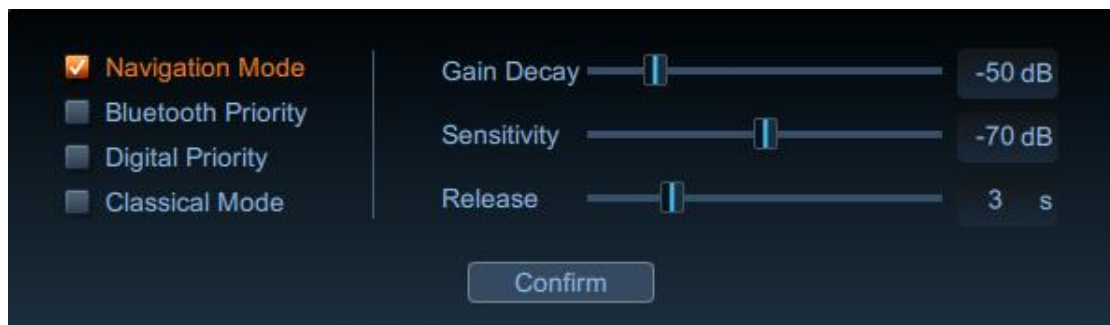 Navigation Mode
Bluetooth Priority
Digital Priority
Classical Mode
Gain Decay -50 dB
Sensitivity -70 dB
Release 3 s
Confirm